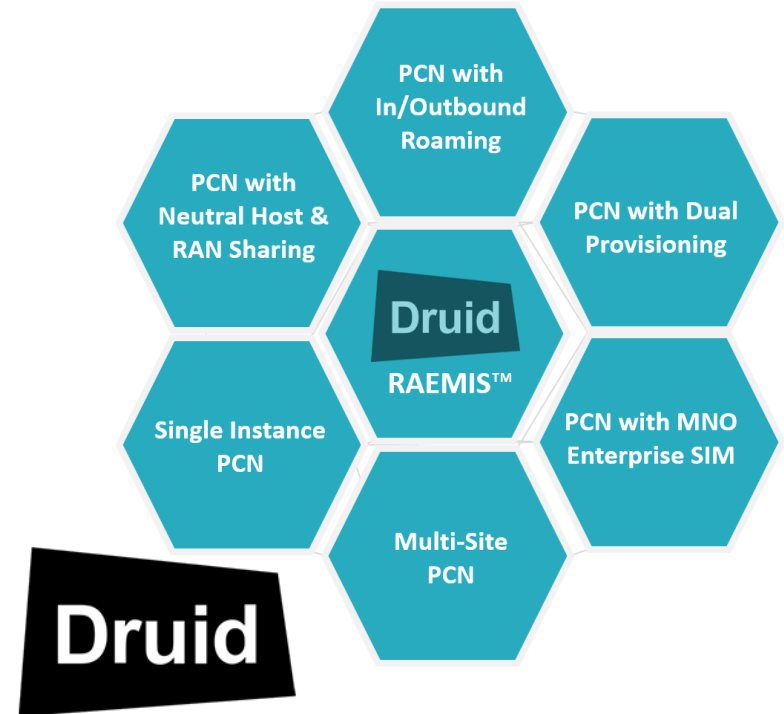 PCN with
In/Outbound
Roaming
PCN with
Neutral Host &
RAN Sharing
PCN with Dual
Provisioning
Druid
RAEMIS™
Single Instance
PCN
PCN with MNO
Enterprise SIM
Multi-Site
PCN
Druid